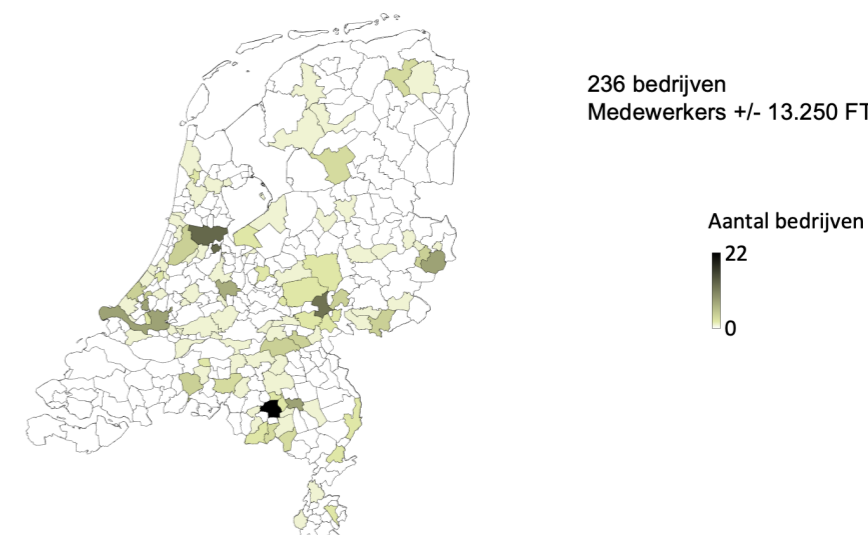 236 bedrijven
Medewerkers +/- 13.250 FT
Aantal bedrijven
22
0